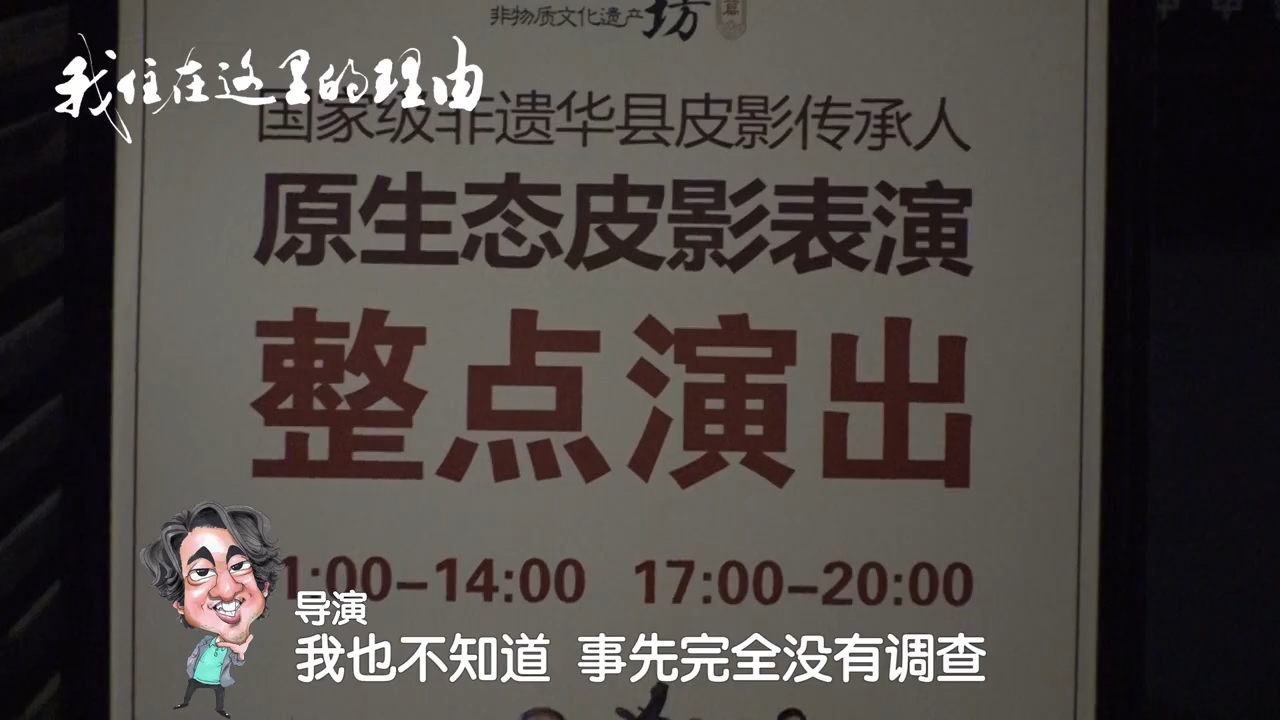 非物质文化遗产坊
我住在这里的理由
国家级非遗华县皮影传承人
原生态皮影表演
整点演出
1:00-14:00 17:00-20:00
导演
我也不知道 事先完全没有调查